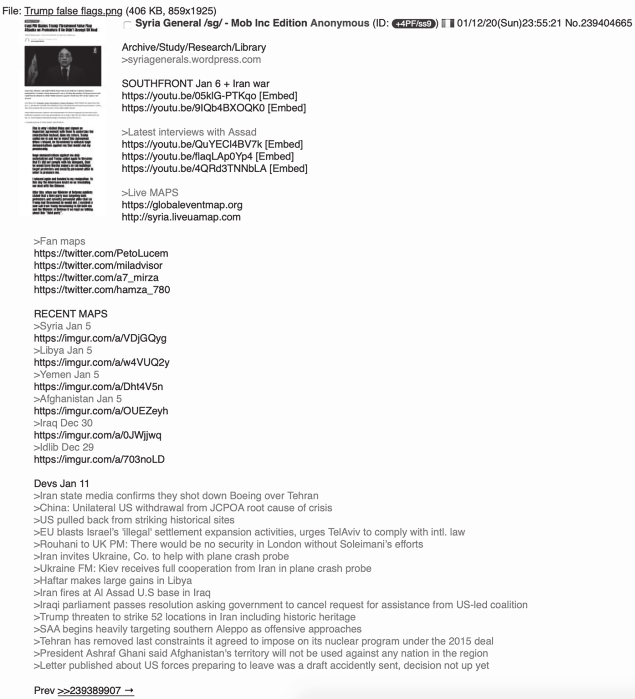 File: Trump false flags.png (406 KB, 859x1925)
Syria General /sg/ - Mob Inc Edition Anonymous (ID: +4PF/ss9) 01/12/20(Sun)23:55:21 No.239404665
Archive/Study/Research/Library
>syriagenerals.wordpress.com
SOUTHFRONT Jan 6 + Iran war
https://youtu.be/05klG-PTKqo [Embed]
https://youtu.be/9IQb4BXOQK0 [Embed]
>Latest interviews with Assad
https://youtu.be/QuYECl4BV7k [Embed]
https://youtu.be/flaqLAp0Yp4 [Embed]
https://youtu.be/4QRd3TNNbLA [Embed]
>Live MAPS
https://globaleventmap.org
http://syria.liveuamap.com
>Fan maps
https://twitter.com/PetoLucem
https://twitter.com/miladvisor
https://twitter.com/a7_mirza
https://twitter.com/hamza_780
RECENT MAPS
>Syria Jan 5
https://imgur.com/a/VDjGQyg
>Libya Jan 5
https://imgur.com/a/w4VUQ2y
>Yemen Jan 5
https://imgur.com/a/Dht4V5n
>Afghanistan Jan 5
https://imgur.com/a/OUEZeyh
>Iraq Dec 30
https://imgur.com/a/0JWjjwq
>Idlib Dec 29
https://imgur.com/a/703noLD
Devs Jan 11
>Iran state media confirms they shot down Boeing over Tehran
>China: Unilateral US withdrawal from JCPOA root cause of crisis
>US pulled back from striking historical sites
>EU blasts Israel's 'illegal' settlement expansion activities, urges TelAviv to comply with intl. law
>Rouhani to UK PM: There would be no security in London without Soleimani's efforts
>Iran invites Ukraine, Co. to help with plane crash probe
>Ukraine FM: Kiev receives full cooperation from Iran in plane crash probe
>Haftar makes large gains in Libya
>Iran fires at Al Assad U.S base in Iraq
>Iraqi parliament passes resolution asking government to cancel request for assistance from US-led coalition
>Trump threaten to strike 52 locations in Iran including historic heritage
>SAA begins heavily targeting southern Aleppo as offensive approaches
>Tehran has removed last constraints it agreed to impose on its nuclear program under the 2015 deal
>President Ashraf Ghani said Afghanistan's territory will not be used against any nation in the region
>Letter published about US forces preparing to leave was a draft accidently sent, decision not up yet
Prev >>239389907 →